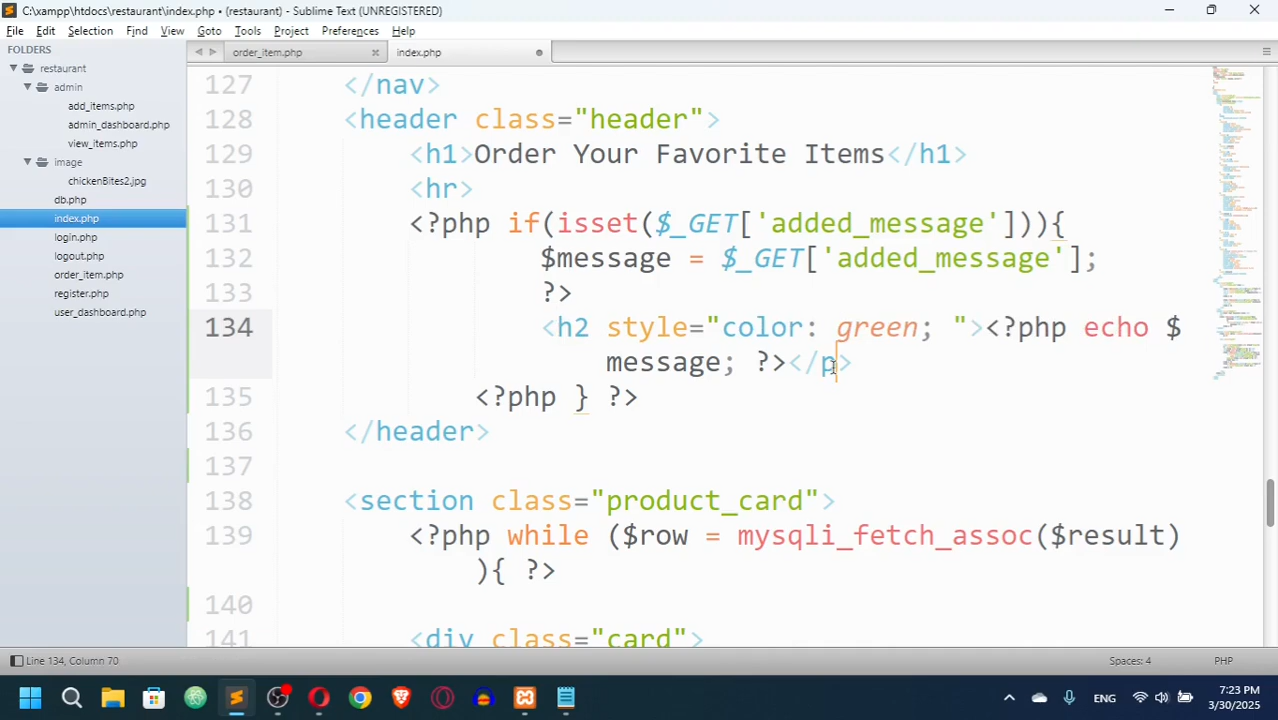 C:\xampp\htdocs\restaurant\index.php • (restaurant) - Sublime Text (UNREGISTERED)
File Edit Selection Find View Goto Tools Project Preferences Help
FOLDERS
restaurant
admin
add_items.php
admin_dashboard.php
view_items.php
image
chickenBites2.jpg
db.php
index.php
login.php
logout.php
order_item.php
register.php
user_dashboard.php
order_item.php
index.php
127 </nav>
128 <header class="header">
129 <h1>Order Your Favorite Items</h1>
130 <hr>
131 <?php if(isset($_GET['added_message'])){
132 $message = $_GET['added_message'];
133 ?>
134 <h2 style="color: green; "><?php echo $
message; ?></p>
135 <?php } ?>
136 </header>
137
138 <section class="product_card">
139 <?php while ($row = mysqli_fetch_assoc($result)
){ ?>
140
141 <div class="card">
Line 134, Column 70
Spaces: 4
PHP
ENG
7:23 PM
3/30/2025